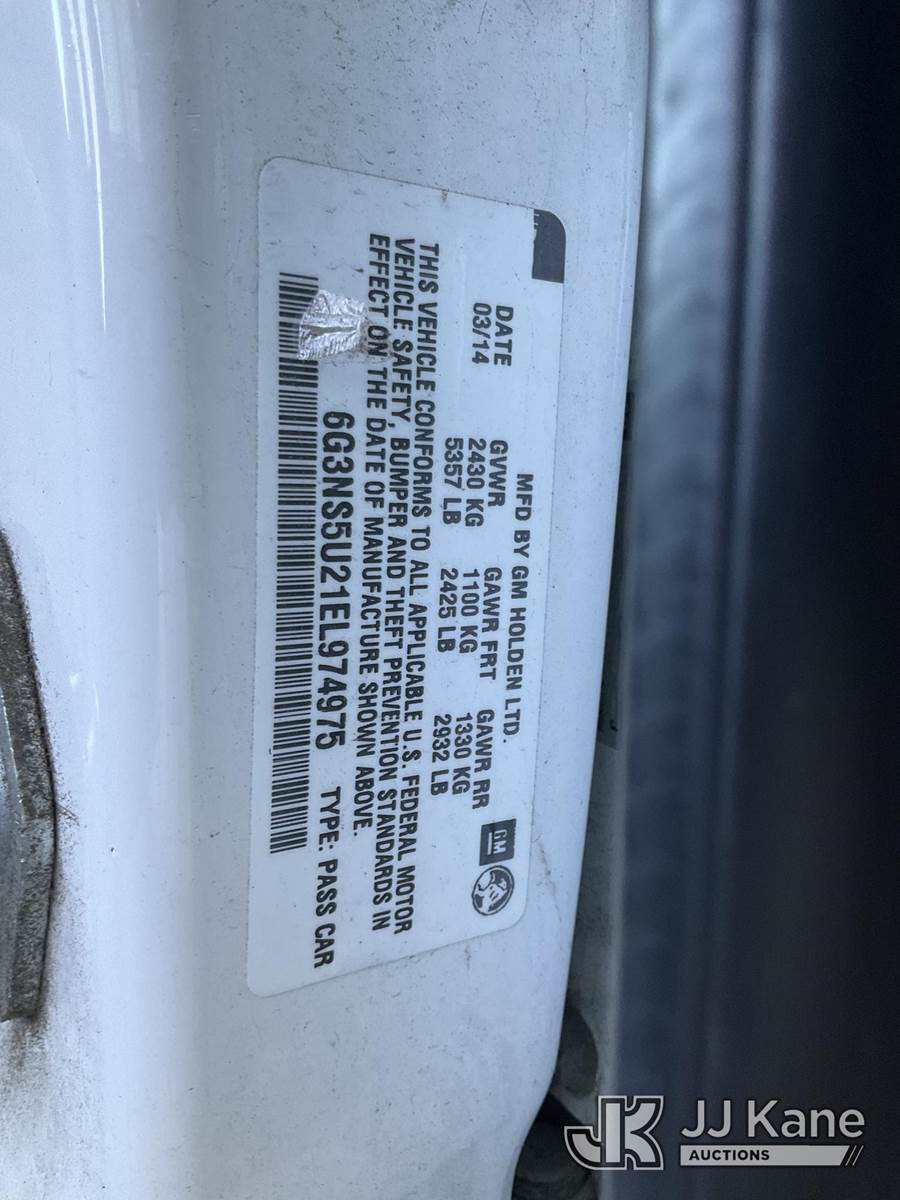 MFD BY GM HOLDEN LTD.
DATE GVWR GAWR FRT GAWR RR
03/14 2430 KG 1100 KG 1330 KG
5357 LB 2425 LB 2932 LB
GM
THIS VEHICLE CONFORMS TO ALL APPLICABLE U.S. FEDERAL MOTOR
VEHICLE SAFETY, BUMPER AND THEFT PREVENTION STANDARDS IN
EFFECT ON THE DATE OF MANUFACTURE SHOWN ABOVE.
6G3NS5U21EL974975 TYPE: PASS CAR
JK JJ Kane
AUCTIONS